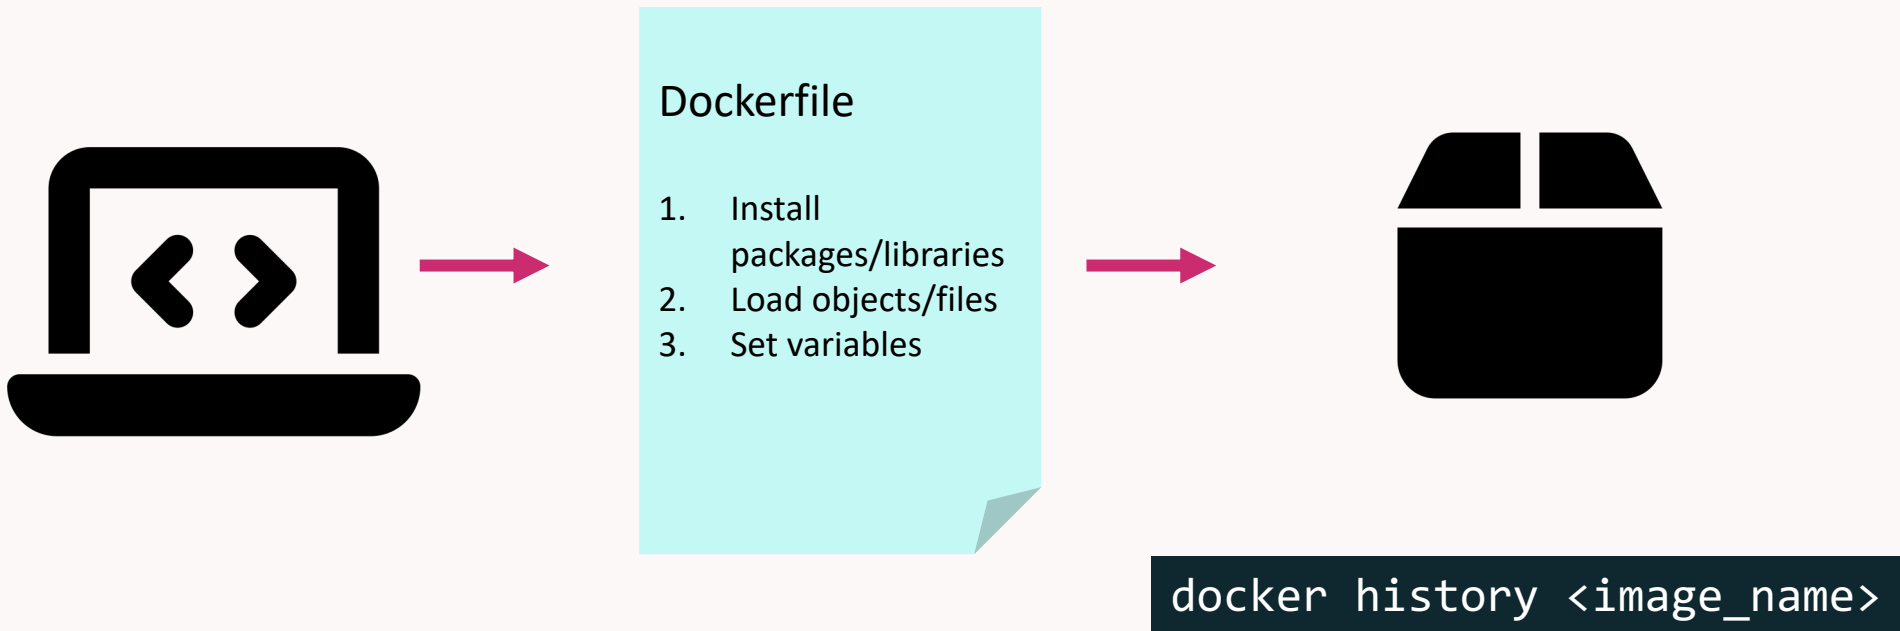 Dockerfile
1. Install
packages/libraries
2. Load objects/files
3. Set variables
docker history <image_name>